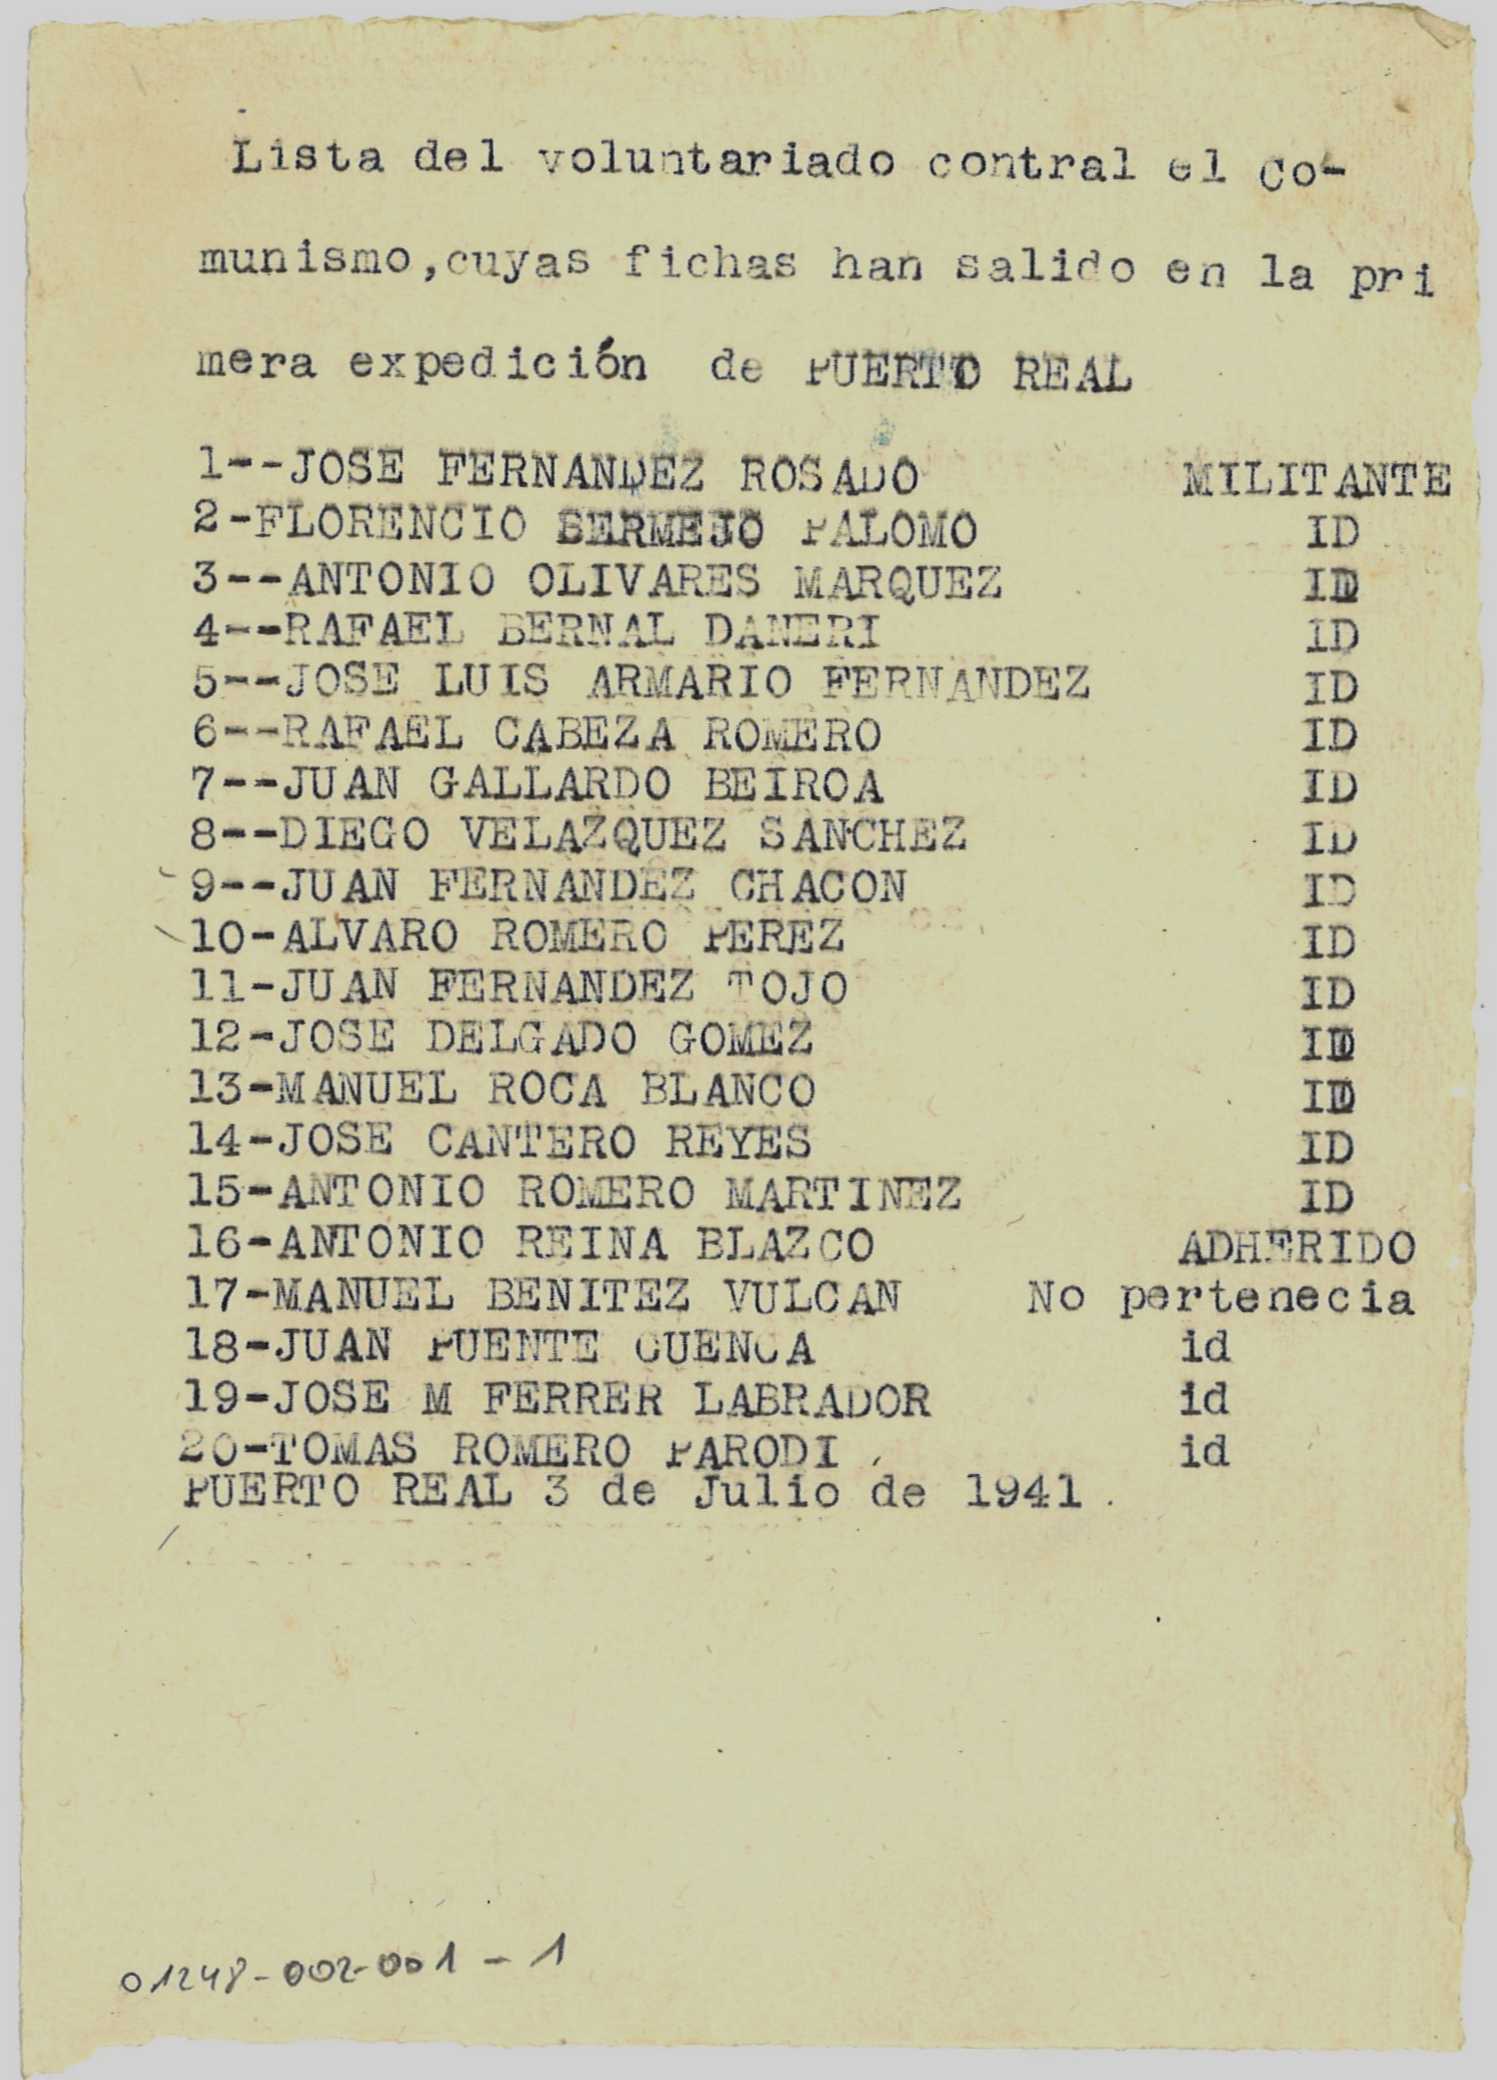 Lista del voluntariado contral el Co-
munismo,cuyas fichas han salido en la pri
mera expedición de PUERTO REAL
1--JOSE FERNANDEZ ROSADO MILITANTE
2-FLORENCIO BERMEJO PALOMO ID
3--ANTONIO OLIVARES MARQUEZ ID
4--RAFAEL BERNAL DANERI ID
5--JOSE LUIS ARMARIO FERNANDEZ ID
6--RAFAEL CABEZA ROMERO ID
7--JUAN GALLARDO BEIROA ID
8--DIEGO VELAZQUEZ SANCHEZ ID
9--JUAN FERNANDEZ CHACON ID
10-ALVARO ROMERO PEREZ ID
11-JUAN FERNANDEZ TOJO ID
12-JOSE DELGADO GOMEZ ID
13-MANUEL ROCA BLANCO ID
14-JOSE CANTERO REYES ID
15-ANTONIO ROMERO MARTINEZ ID
16-ANTONIO REINA BLAZCO ADHERIDO
17-MANUEL BENITEZ VULCAN No pertenecia
18-JUAN PUENTE CUENCA id
19-JOSE M FERRER LABRADOR id
20-TOMAS ROMERO PARODI id
PUERTO REAL 3 de Julio de 1941.
01248-002-001-1